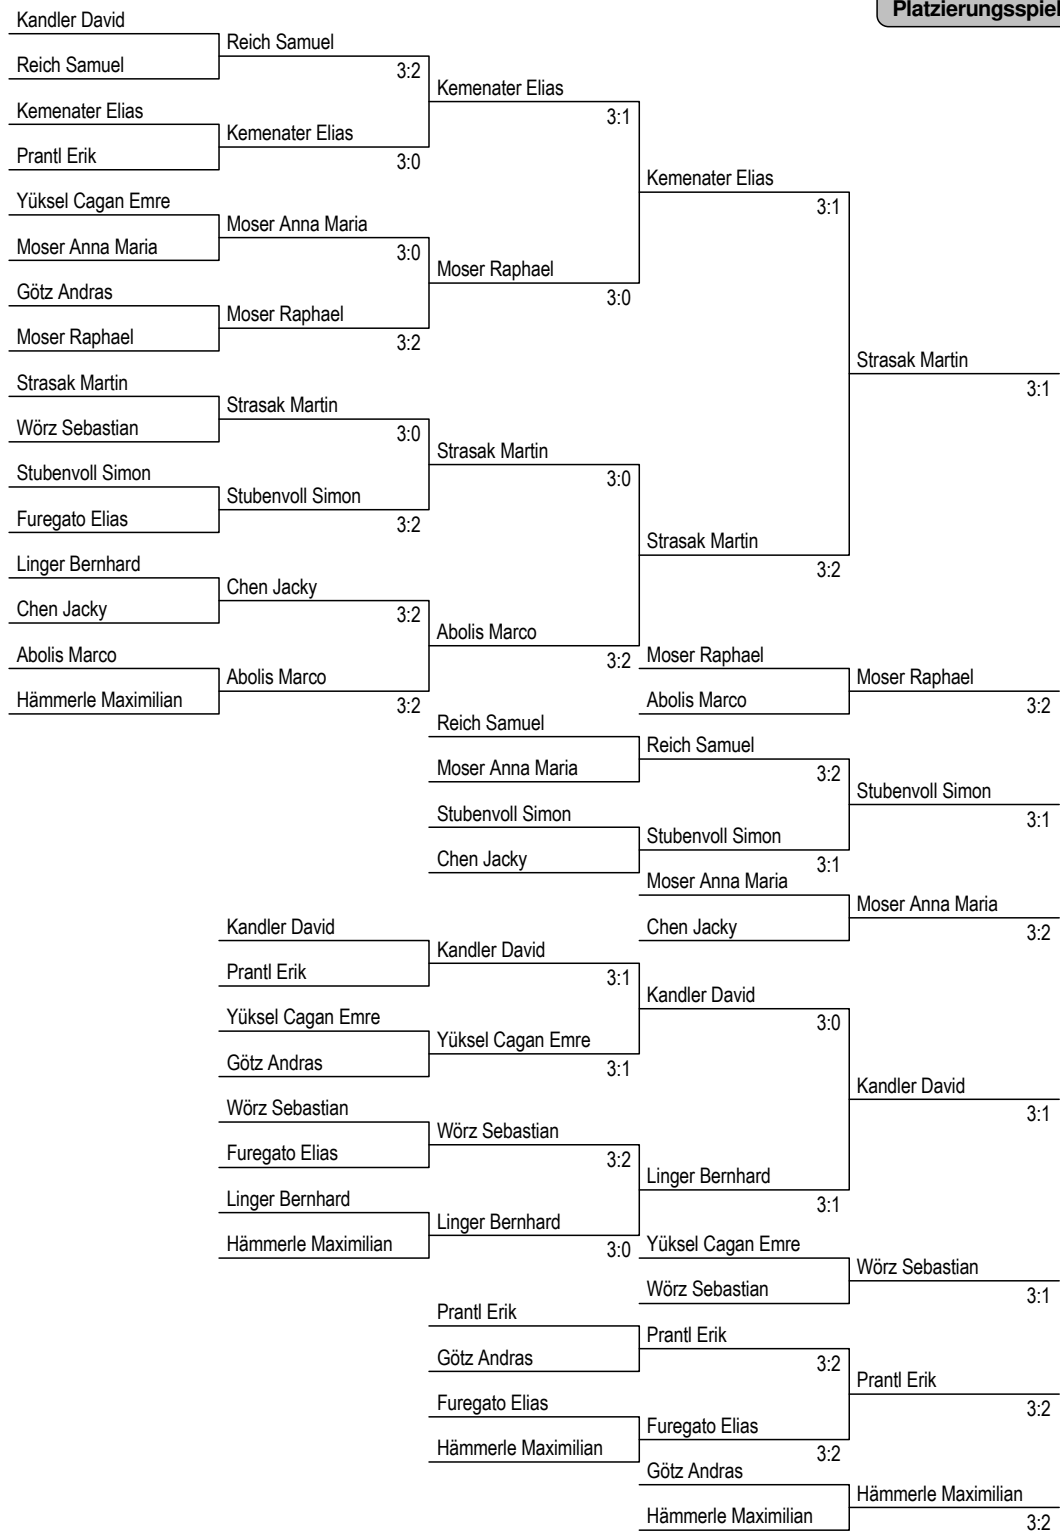 Platzierungsspiel
Kandler David
Reich Samuel
Reich Samuel
3:2
Kemenater Elias
3:1
Kemenater Elias
Kemenater Elias
3:0
Prantl Erik
Kemenater Elias
3:1
Yüksel Cagan Emre
Moser Anna Maria
3:0
Moser Anna Maria
Moser Raphael
3:0
Götz Andras
Moser Raphael
3:2
Moser Raphael
Strasak Martin
3:1
Strasak Martin
Strasak Martin
3:0
Wörz Sebastian
Strasak Martin
3:0
Stubenvoll Simon
Stubenvoll Simon
3:2
Furegato Elias
Strasak Martin
3:2
Linger Bernhard
Chen Jacky
3:2
Chen Jacky
Abolis Marco
3:2
Abolis Marco
Abolis Marco
3:2
Hämmerle Maximilian
Moser Raphael
Moser Raphael
3:2
Abolis Marco
Reich Samuel
Reich Samuel
3:2
Moser Anna Maria
Stubenvoll Simon
3:1
Stubenvoll Simon
Stubenvoll Simon
3:1
Chen Jacky
Moser Anna Maria
Moser Anna Maria
3:2
Chen Jacky
Kandler David
Kandler David
3:1
Prantl Erik
Kandler David
3:0
Yüksel Cagan Emre
Yüksel Cagan Emre
3:1
Götz Andras
Kandler David
3:1
Wörz Sebastian
Wörz Sebastian
3:2
Furegato Elias
Linger Bernhard
3:1
Linger Bernhard
Linger Bernhard
3:0
Hämmerle Maximilian
Yüksel Cagan Emre
Wörz Sebastian
3:1
Wörz Sebastian
Prantl Erik
Prantl Erik
3:2
Götz Andras
Prantl Erik
3:2
Furegato Elias
Furegato Elias
3:2
Hämmerle Maximilian
Götz Andras
Hämmerle Maximilian
3:2
Hämmerle Maximilian